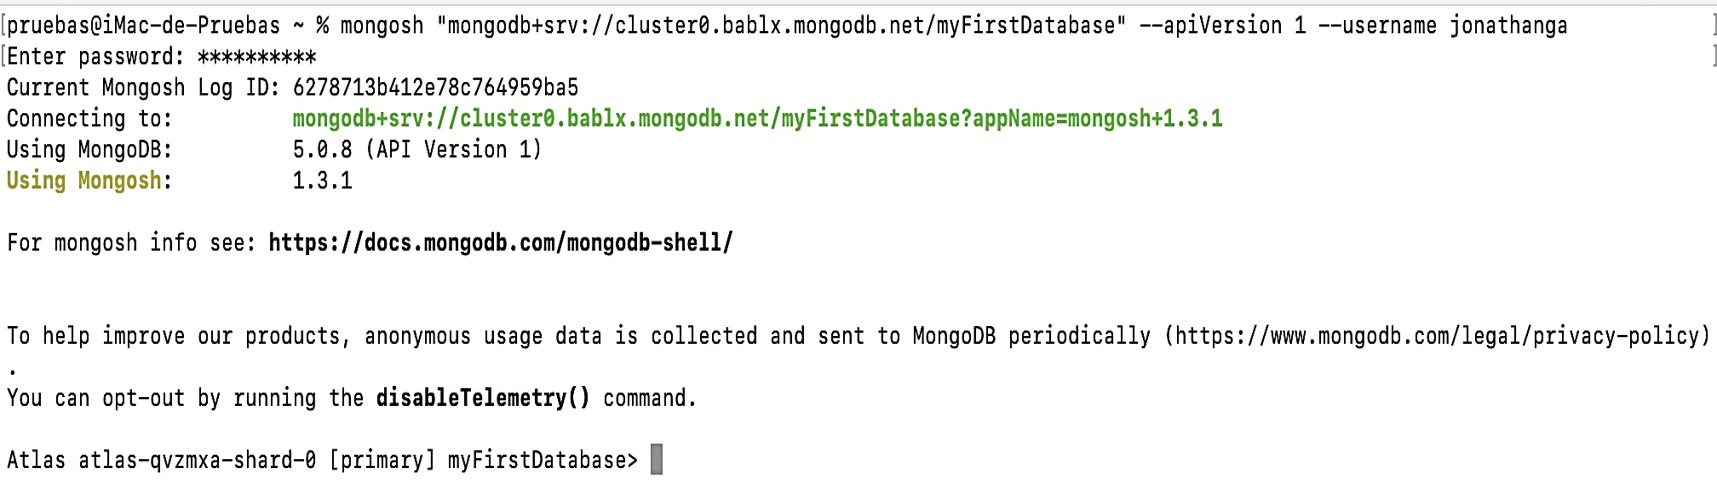 [pruebas@iMac-de-Pruebas ~ % mongosh "mongodb+srv://cluster0.bablx.mongodb.net/myFirstDatabase" --apiVersion 1 --username jonathanga ]
[Enter password: ********** ]
Current Mongosh Log ID: 6278713b412e78c764959ba5
Connecting to: mongodb+srv://cluster0.bablx.mongodb.net/myFirstDatabase?appName=mongosh+1.3.1
Using MongoDB: 5.0.8 (API Version 1)
Using Mongosh: 1.3.1
For mongosh info see: https://docs.mongodb.com/mongodb-shell/
To help improve our products, anonymous usage data is collected and sent to MongoDB periodically (https://www.mongodb.com/legal/privacy-policy)
.
You can opt-out by running the disableTelemetry() command.
Atlas atlas-qvzmxa-shard-0 [primary] myFirstDatabase>